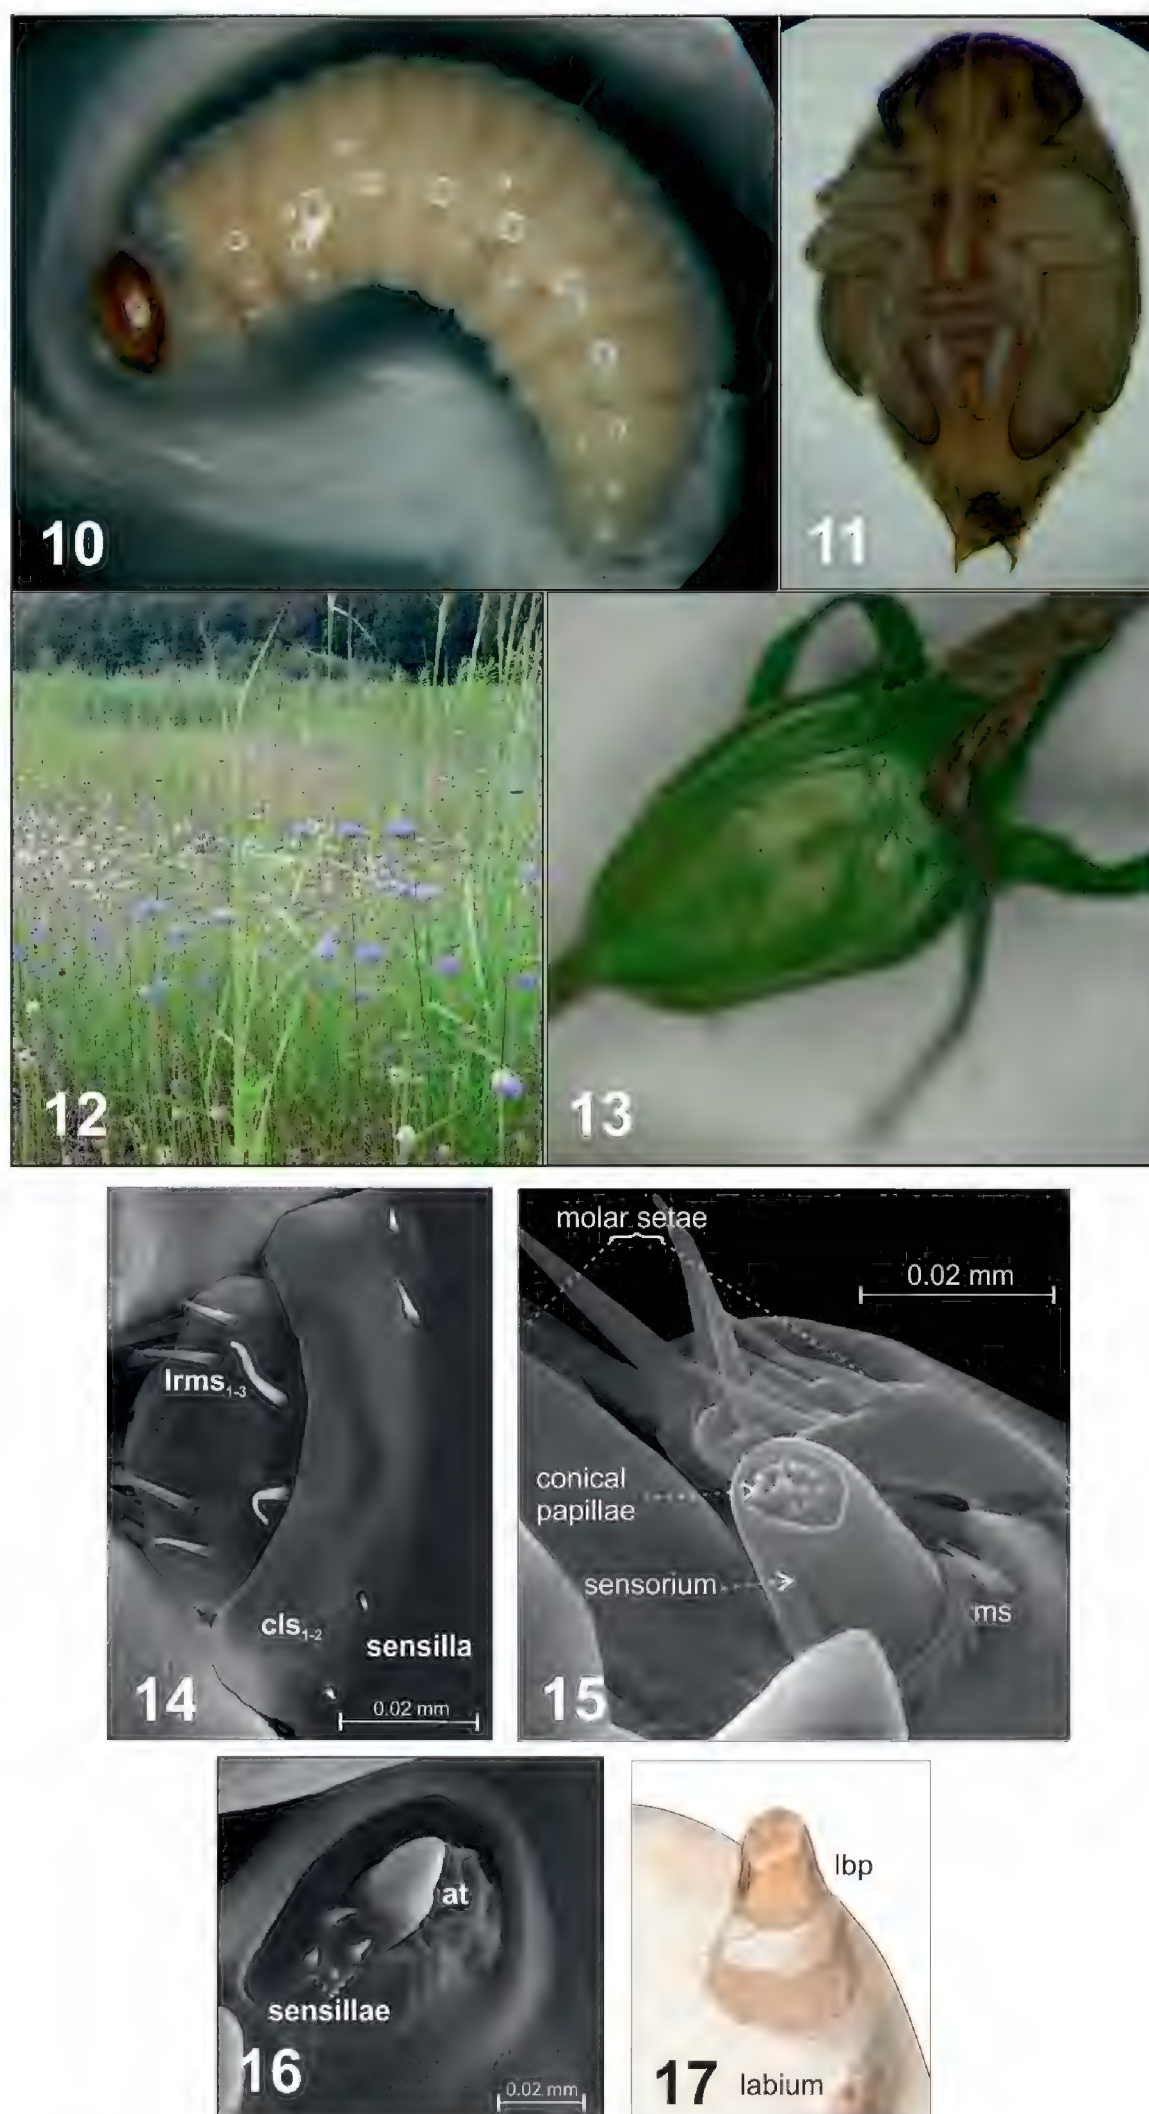 10
11
12
13
molar setae
0.02 mm
lrms1-3
conical
papillae
sensorium
ms
cls1-2
sensilla
0.02 mm
14
15
at
lbp
sensillae
16
0.02 mm
17
labium